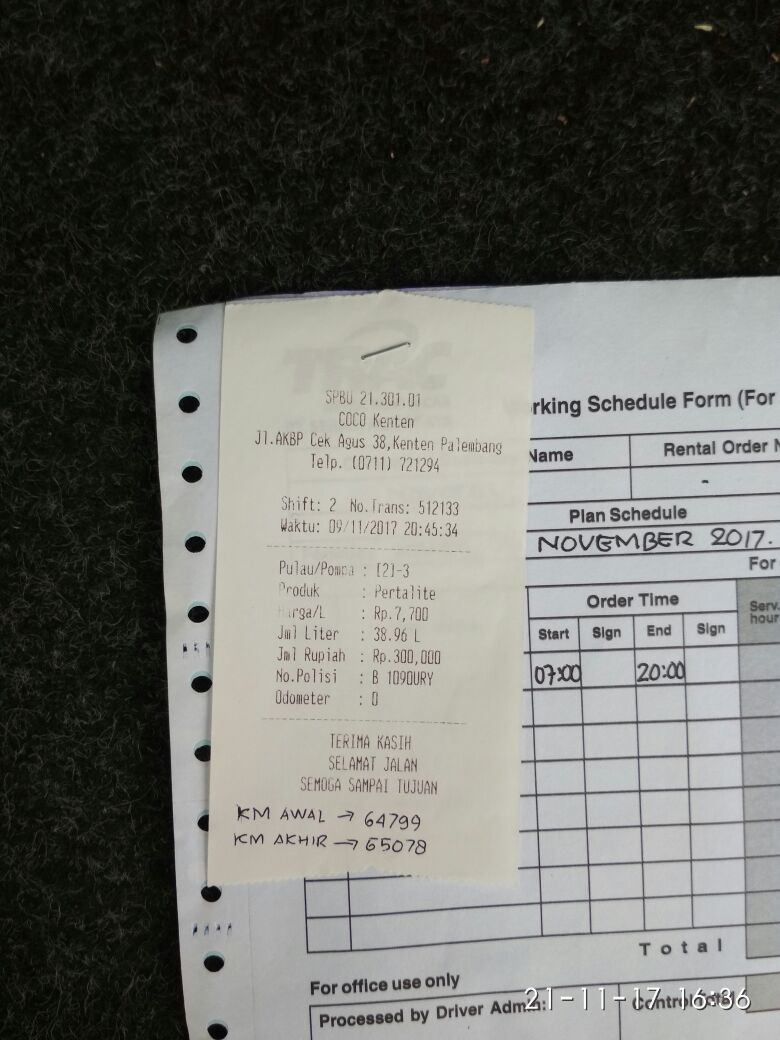 SPBU 21.301.01
COCO Kenten
Jl.AKBP Cek Agus 38,Kenten Palembang
Telp. (0711) 721294
Shift: 2 No.Trans: 512133
Waktu: 09/11/2017 20:45:34
Pulau/Pompa : [2]-3
Produk : Pertalite
Harga/L : Rp.7,700
Jml Liter : 38.96 L
Jml Rupiah : Rp.300,000
No.Polisi : B 1090URY
Odometer : 0
TERIMA KASIH
SELAMAT JALAN
SEMOGA SAMPAI TUJUAN
KM AWAL → 64799
KM AKHIR → 65078
rking Schedule Form (For
Name Rental Order N
-
Plan Schedule
NOVEMBER 2017.
For
Order Time Serv.
hour
Start Sign End Sign
07:00 20:00
Total
For office use only
Processed by Driver Admin:
21-11-17 16:36